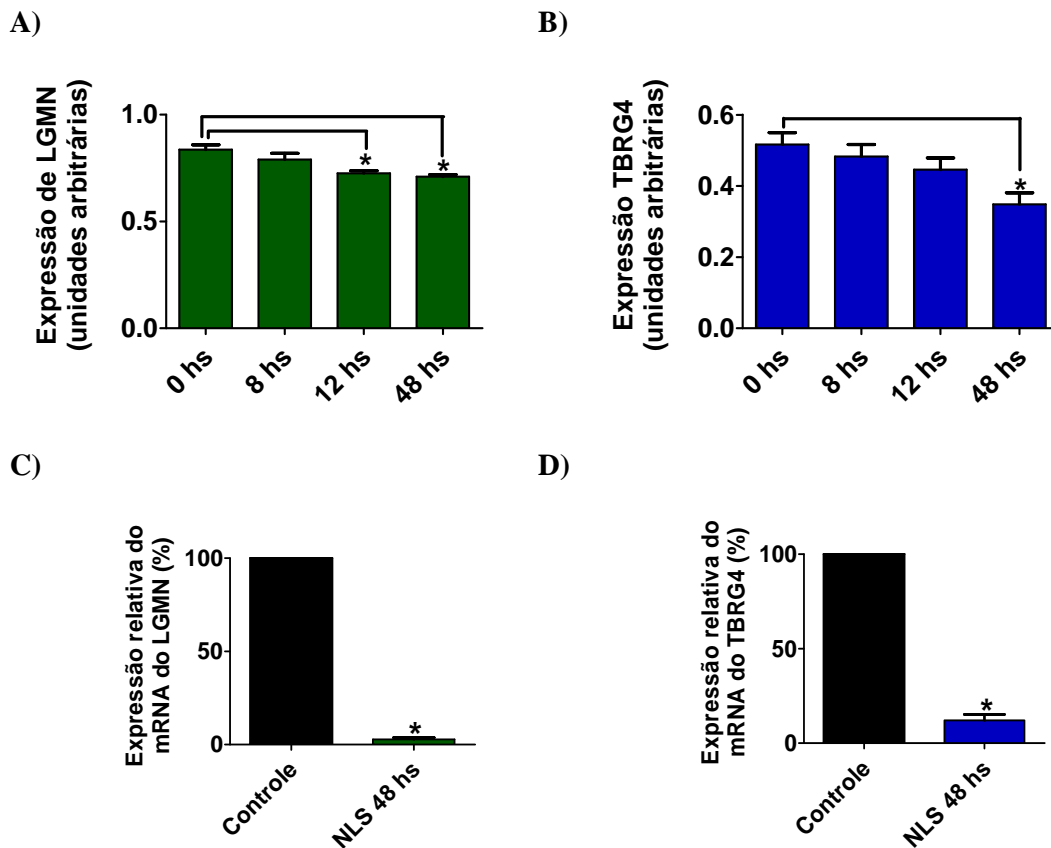 A)
Expressão de LGMN
(unidades arbitrárias)
1.0
0.5
0.0
*
*
0 hs
8 hs
12 hs
48 hs
B)
Expressão TBRG4
(unidades arbitrárias)
0.6
0.4
0.2
0.0
*
0 hs
8 hs
12 hs
48 hs
C)
Expressão relativa do
mRNA do LGMN (%)
100
50
0
*
Controle
NLS 48 hs
D)
Expressão relativa do
mRNA do TBRG4 (%)
100
50
0
*
Controle
NLS 48 hs